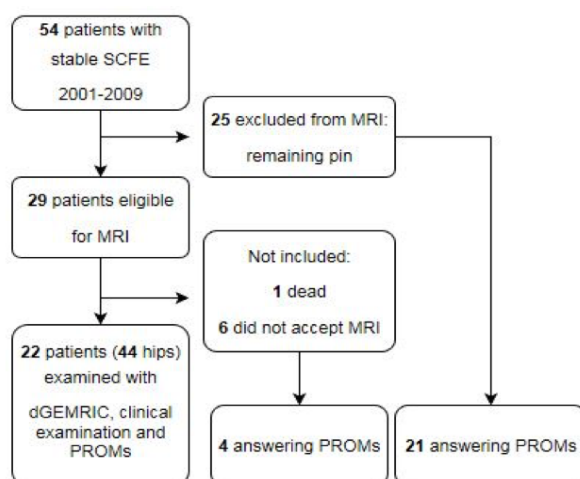 54 patients with
stable SCFE
2001-2009
25 excluded from MRI:
remaining pin
29 patients eligible
for MRI
Not included:
1 dead
6 did not accept MRI
22 patients (44 hips)
examined with
dGEMRIC, clinical
examination and
PROMs
4 answering PROMs
21 answering PROMs